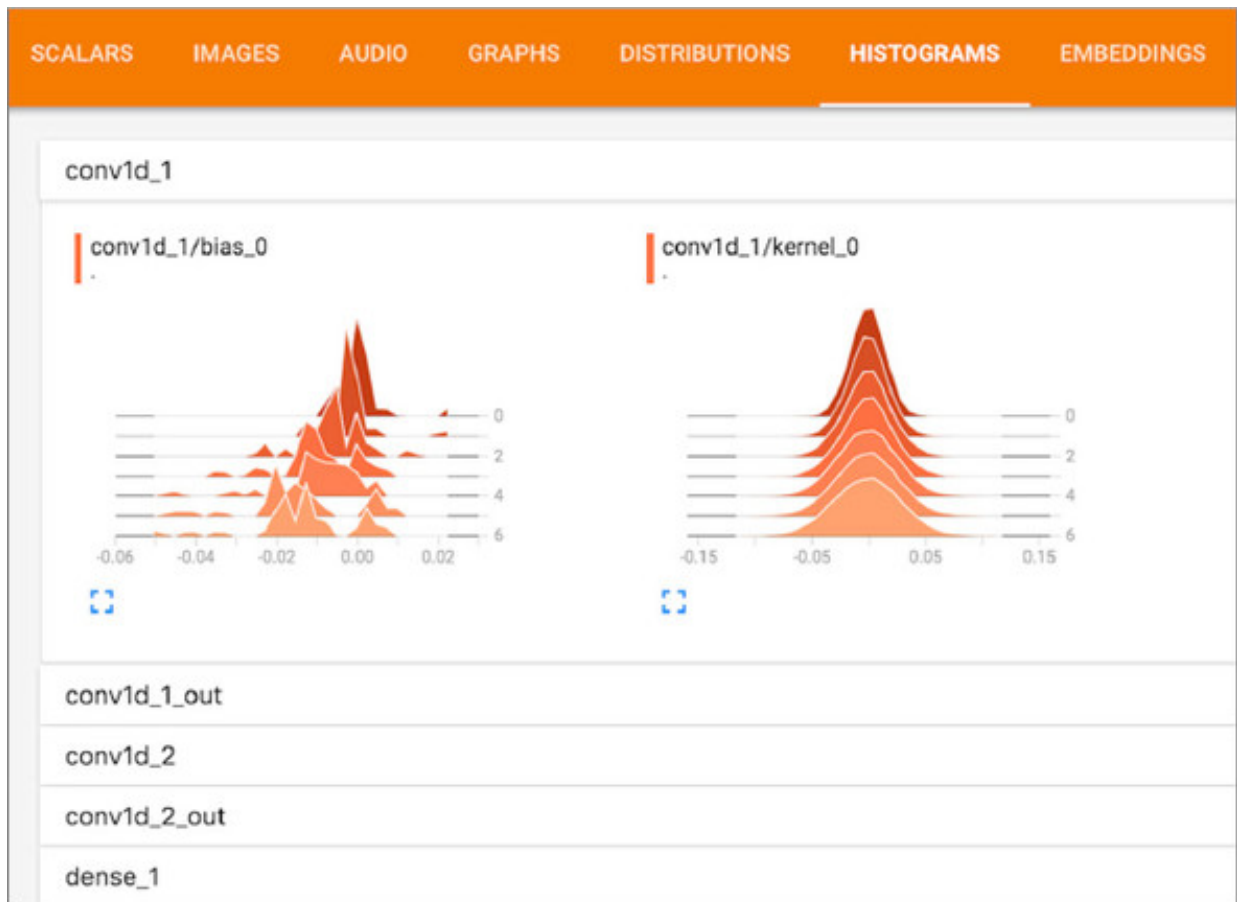 SCALARS IMAGES AUDIO GRAPHS DISTRIBUTIONS HISTOGRAMS EMBEDDINGS
conv1d_1
conv1d_1/bias_0 conv1d_1/kernel_0
. .
0 0
2 2
4 4
6 6
-0.06 -0.04 -0.02 0.00 0.02 -0.15 -0.05 0.05 0.15
conv1d_1_out
conv1d_2
conv1d_2_out
dense_1